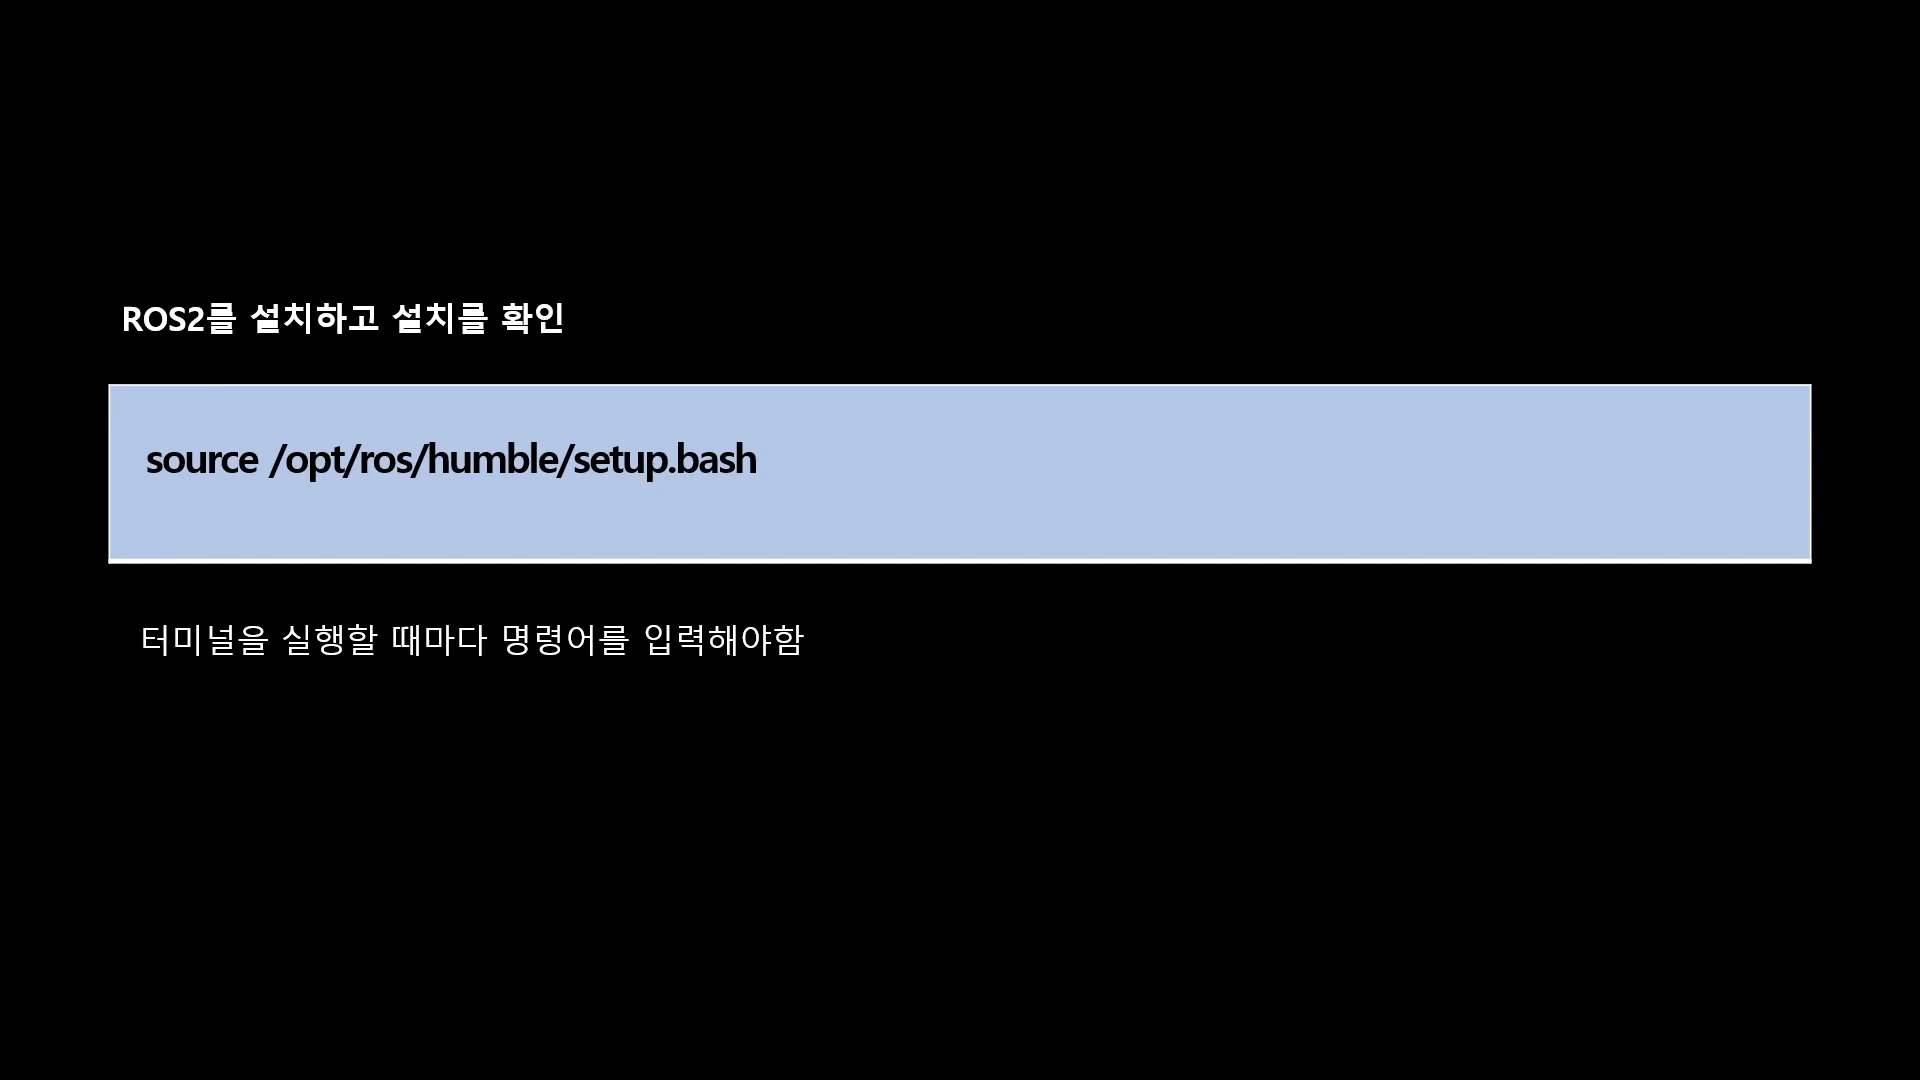 ROS2를 설치하고 설치를 확인
source /opt/ros/humble/setup.bash
터미널을 실행할 때마다 명령어를 입력해야함